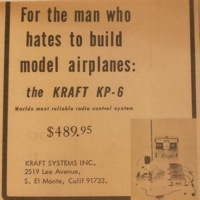 For the man who
hates to build
model airplanes:
the KRAFT KP-6
Worlds most reliable radio control system
$489.95
KRAFT SYSTEMS INC.
2519 Lee Avenue,
S. El Monte, Calif 91733.